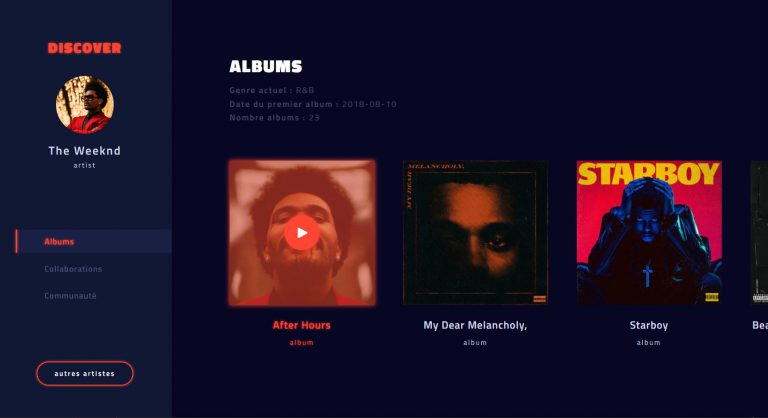 DISCOVER
The Weeknd
artist
Albums
Collaborations
Communauté
autres artistes
ALBUMS
Genre actuel : R&B
Date du premier album : 2018-08-10
Nombre albums : 23
MY DEAR MELANCHOLY,
STARBOY
After Hours
album
My Dear Melancholy,
album
Starboy
album
Bea